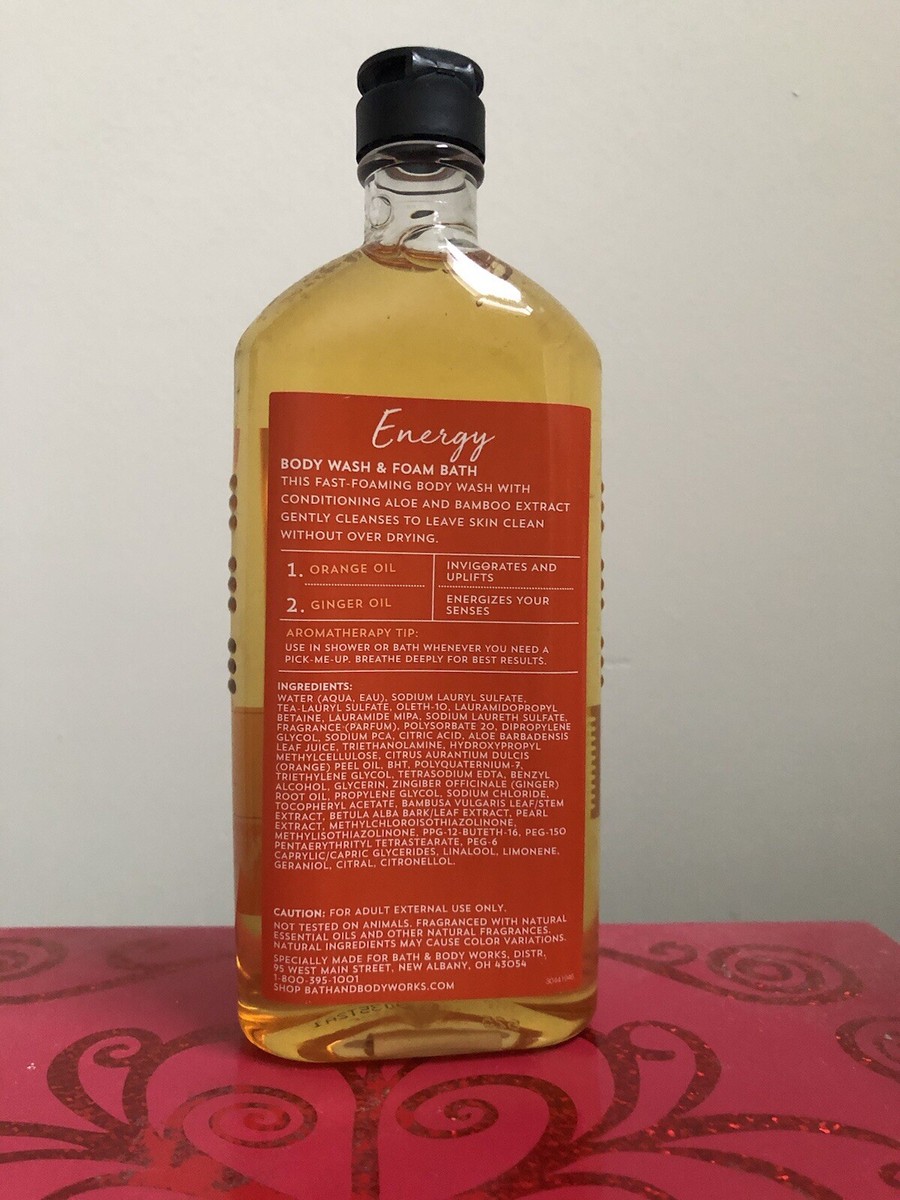 Energy
BODY WASH & FOAM BATH
THIS FAST-FOAMING BODY WASH WITH
CONDITIONING ALOE AND BAMBOO EXTRACT
GENTLY CLEANSES TO LEAVE SKIN CLEAN
WITHOUT OVER DRYING.
1. ORANGE OIL
INVIGORATES AND
UPLIFTS
2. GINGER OIL
ENERGIZES YOUR
SENSES
AROMATHERAPY TIP:
USE IN SHOWER OR BATH WHENEVER YOU NEED A
PICK-ME-UP. BREATHE DEEPLY FOR BEST RESULTS.
INGREDIENTS:
WATER (AQUA, EAU), SODIUM LAURYL SULFATE,
TEA-LAURYL SULFATE, OLETH-10, LAURAMIDOPROPYL
BETAINE, LAURAMIDE MIPA, SODIUM LAURETH SULFATE,
FRAGRANCE (PARFUM), POLYSORBATE 20, DIPROPYLENE
GLYCOL, SODIUM PCA, CITRIC ACID, ALOE BARBADENSIS
LEAF JUICE, TRIETHANOLAMINE, HYDROXYPROPYL
METHYLCELLULOSE, CITRUS AURANTIUM DULCIS
(ORANGE) PEEL OIL, BHT, POLYQUATERNIUM-7,
TRIETHYLENE GLYCOL, TETRASODIUM EDTA, BENZYL
ALCOHOL, GLYCERIN, ZINGIBER OFFICINALE (GINGER)
ROOT OIL, PROPYLENE GLYCOL, SODIUM CHLORIDE,
TOCOPHERYL ACETATE, BAMBUSA VULGARIS LEAF/STEM
EXTRACT, BETULA ALBA BARK/LEAF EXTRACT, PEARL
EXTRACT, METHYLCHLOROISOTHIAZOLINONE,
METHYLISOTHIAZOLINONE, PPG-12-BUTETH-16, PEG-150
PENTAERYTHRITYL TETRASTEARATE, PEG-6
CAPRYLIC/CAPRIC GLYCERIDES, LINALOOL, LIMONENE,
GERANIOL, CITRAL, CITRONELLOL.
CAUTION: FOR ADULT EXTERNAL USE ONLY.
NOT TESTED ON ANIMALS. FRAGRANCED WITH NATURAL
ESSENTIAL OILS AND OTHER NATURAL FRAGRANCES.
NATURAL INGREDIENTS MAY CAUSE COLOR VARIATIONS.
SPECIALLY MADE FOR BATH & BODY WORKS, DISTR.
95 WEST MAIN STREET, NEW ALBANY, OH 43054
1-800-395-1001
SHOP BATHANDBODYWORKS.COM